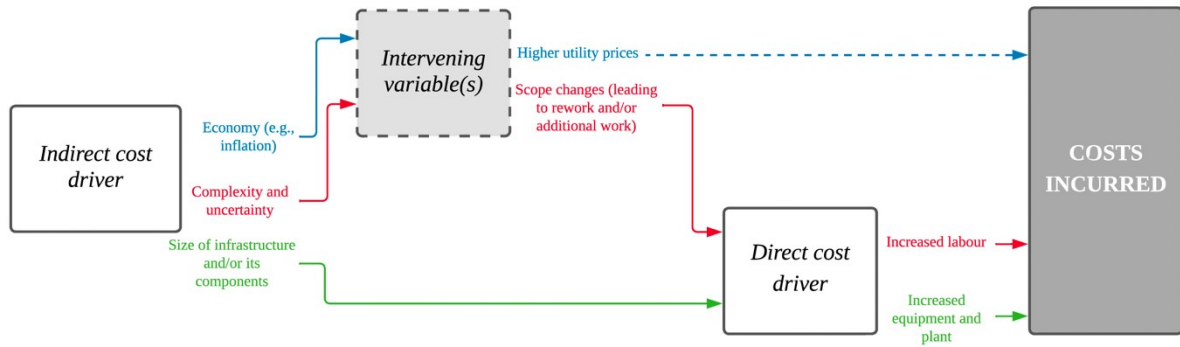 Indirect cost
driver
Economy (e.g.,
inflation)
Complexity and
uncertainty
Size of infrastructure
and/or its
components
Intervening
variable(s)
Higher utility prices
Scope changes (leading
to rework and/or
additional work)
Direct cost
driver
Increased labour
Increased
equipment and
plant
COSTS
INCURRED